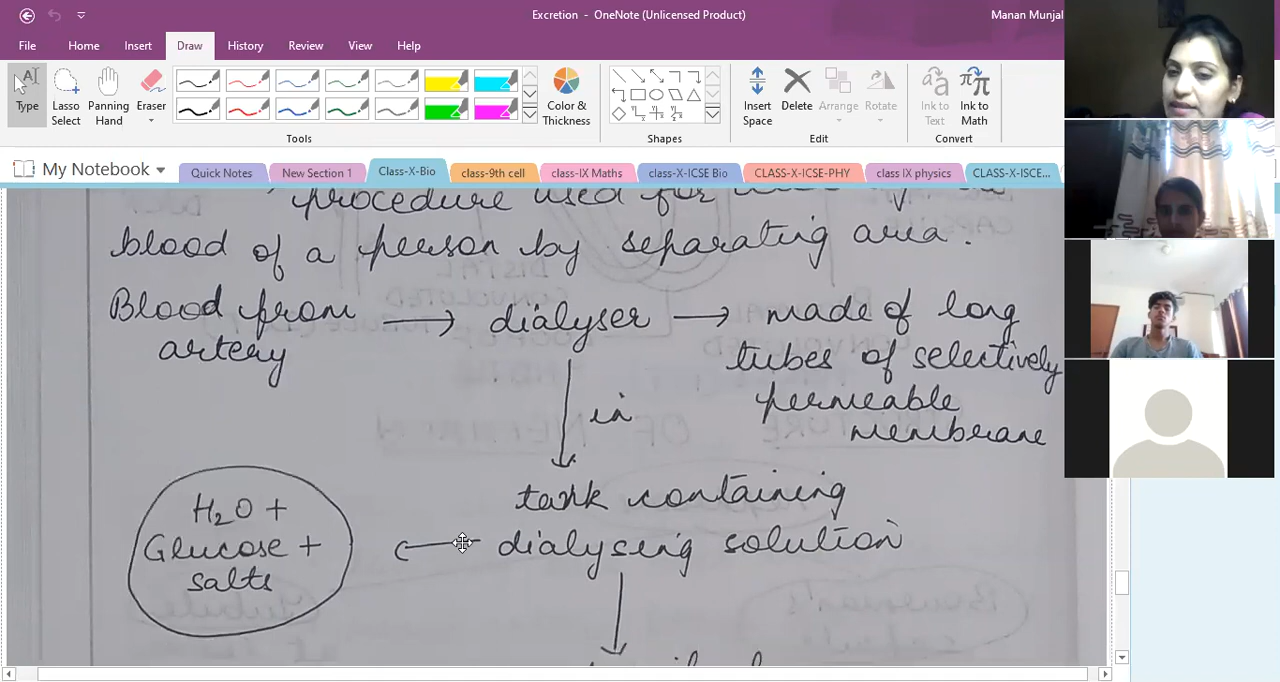 Excretion - OneNote (Unlicensed Product)
Manan Munjal
File Home Insert Draw History Review View Help
Type
Lasso Select
Panning Hand
Eraser
Color & Thickness
Insert Space
Delete
Arrange
Rotate
Ink to Text
Ink to Math
Tools
Shapes
Edit
Convert
My Notebook
Quick Notes
New Section 1
Class-X-Bio
class-9th cell
class-IX Maths
class-X-ICSE Bio
CLASS-X-ICSE-PHY
class IX physics
CLASS-X-ISCE...
procedure used for
blood of a person by separating area.
Blood from artery → dialyser → made of long
tubes of selectively
permeable
membrane
in
tank containing
dialysing solution
H₂O +
Glucose +
salts